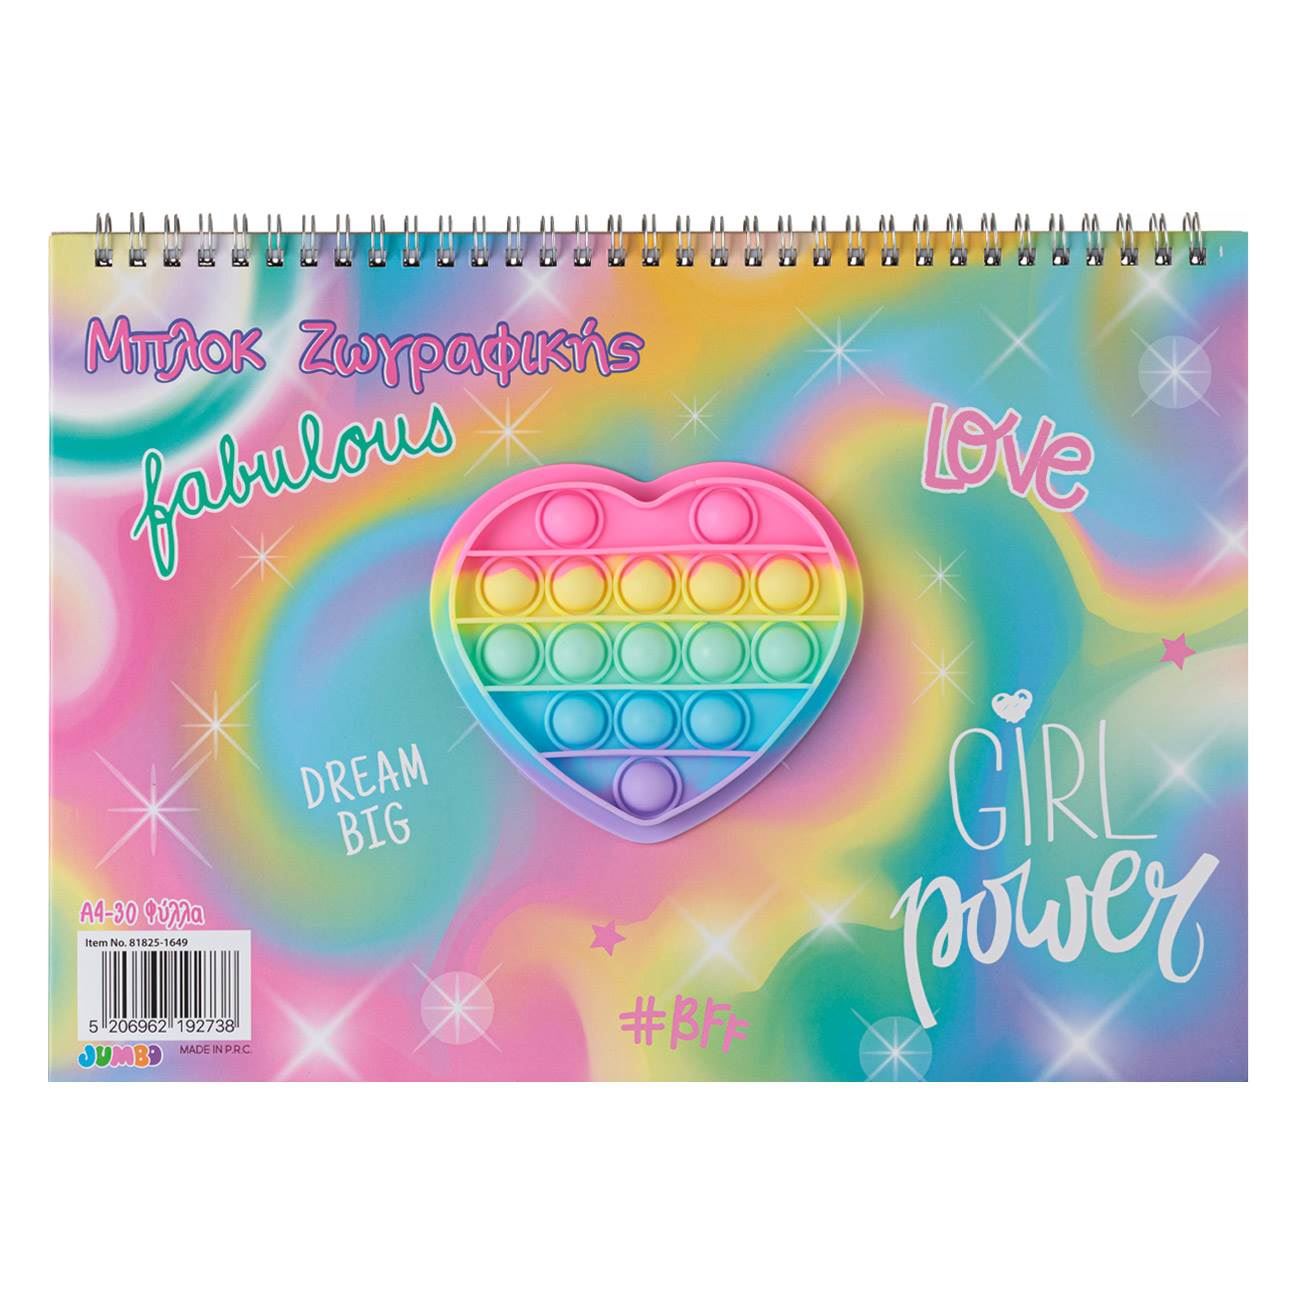 Μπλοκ Ζωγραφικής
fabulous
LOVe
DREAM
BIG
GiRL
power
A4-30 Φύλλα
Item No. 81825-1649
5 206962 192738
JUMBO MADE IN P.R.C.
#BFF